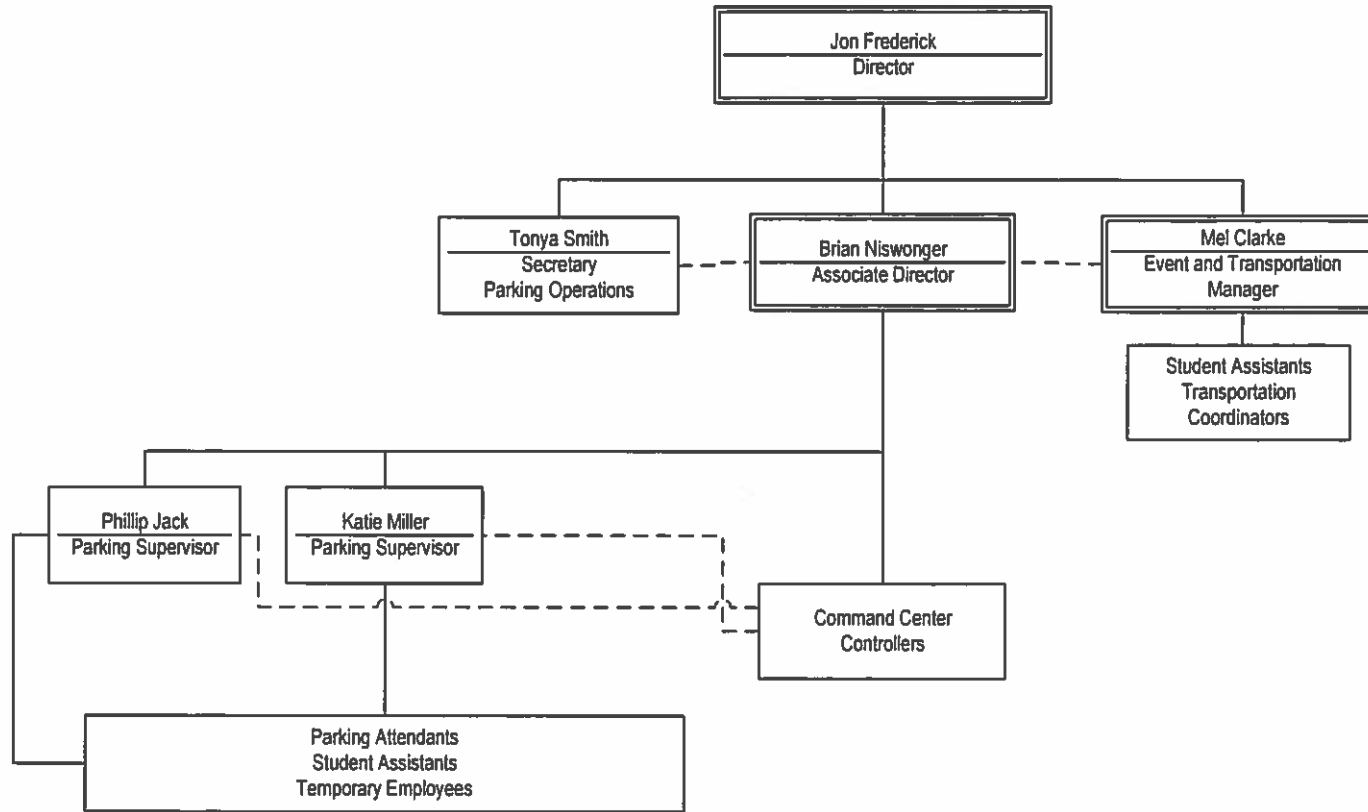 Jon Frederick
Director
Tonya Smith
Secretary
Parking Operations
Brian Niswonger
Associate Director
Mel Clarke
Event and Transportation
Manager
Student Assistants
Transportation
Coordinators
Phillip Jack
Parking Supervisor
Katie Miller
Parking Supervisor
Command Center
Controllers
Parking Attendants
Student Assistants
Temporary Employees